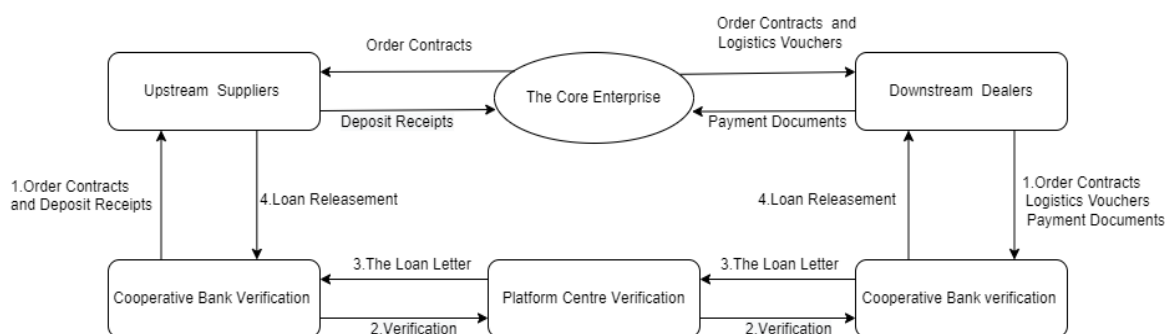 Order Contracts
Order Contracts and
Logistics Vouchers
Upstream Suppliers
The Core Enterprise
Downstream Dealers
Deposit Receipts
Payment Documents
1.Order Contracts
and Deposit Receipts
4.Loan Releasement
4.Loan Releasement
1.Order Contracts
Logistics Vouchers
Payment Documents
3.The Loan Letter
3.The Loan Letter
Cooperative Bank Verification
Platform Centre Verification
Cooperative Bank verification
2.Verification
2.Verification